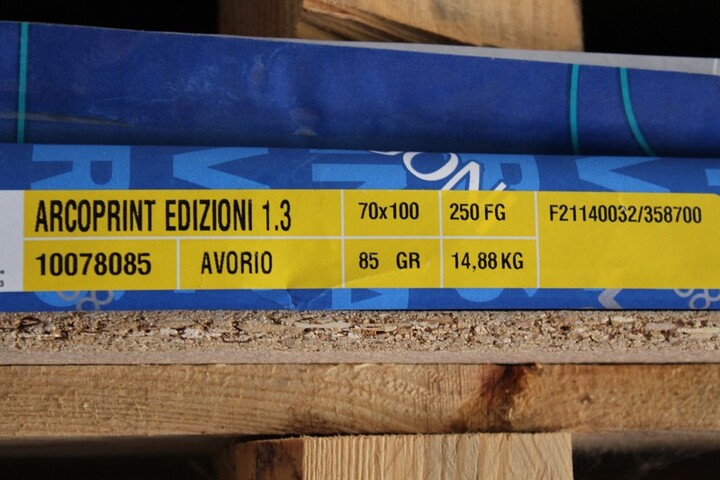 ARCOPRINT EDIZIONI 1.3 70x100 250 FG F21140032/358700
10078085 AVORIO 85 GR 14,88 KG